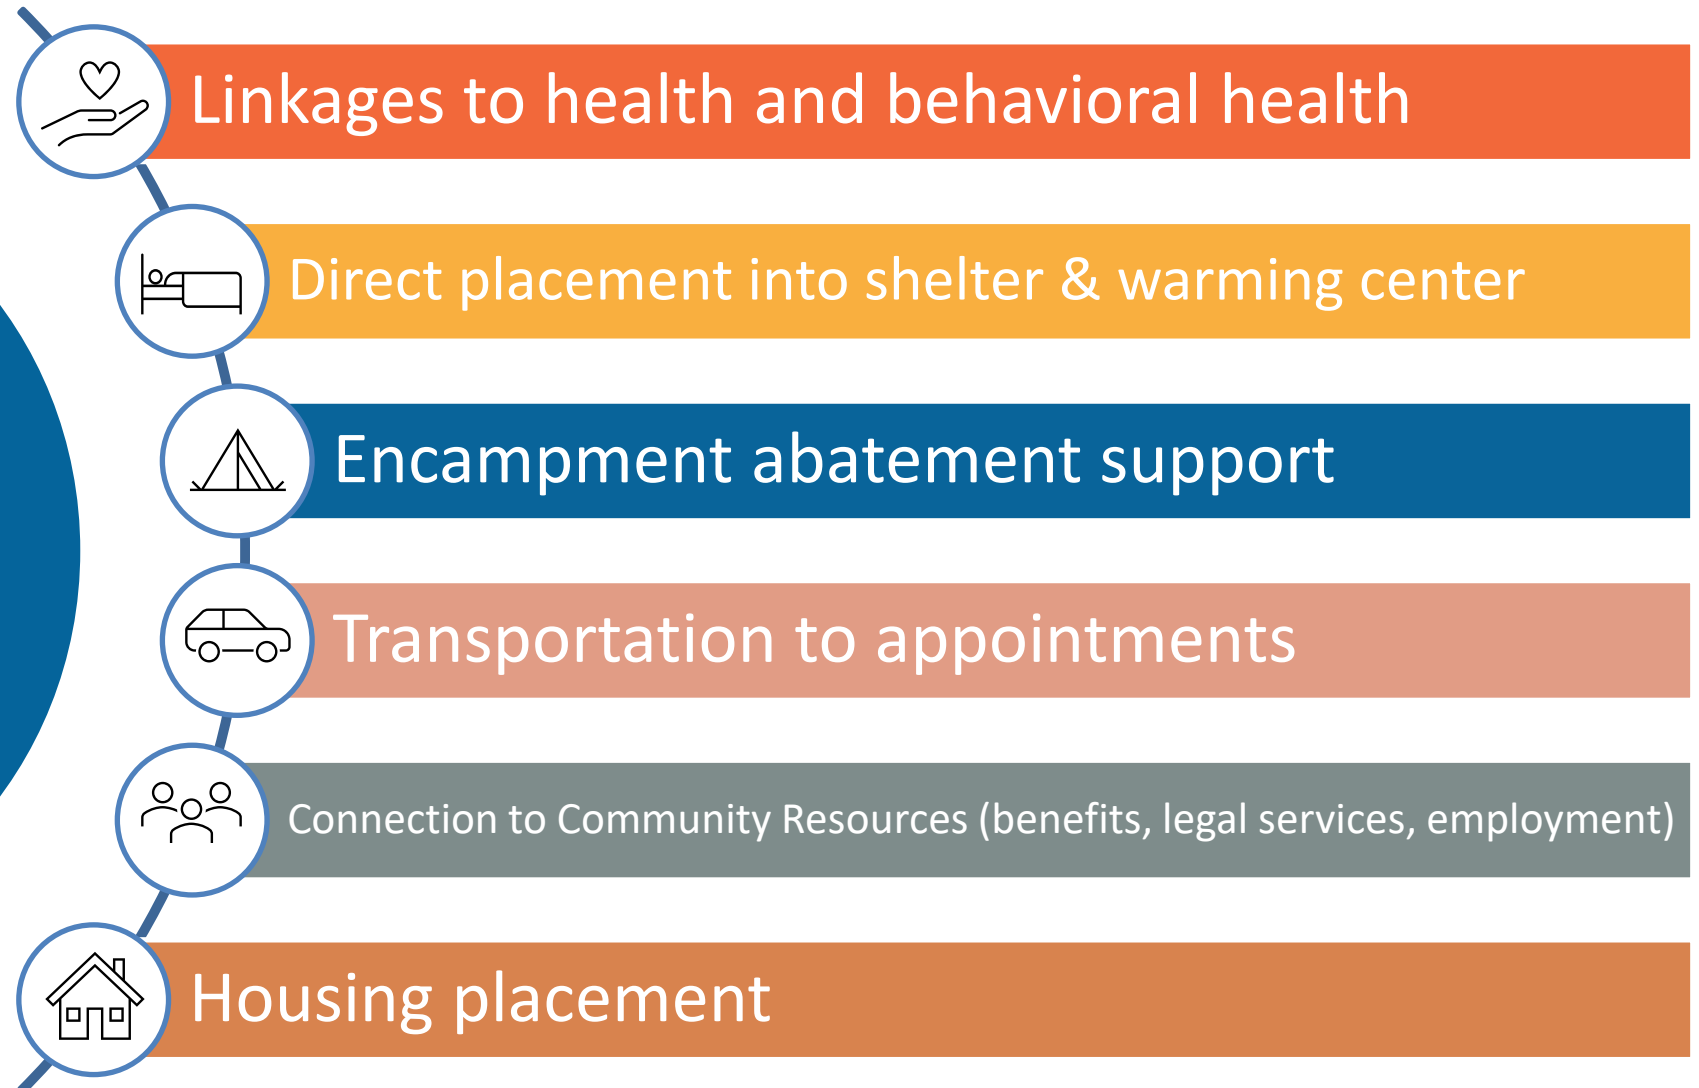 Linkages to health and behavioral health
Direct placement into shelter & warming center
Encampment abatement support
Transportation to appointments
Connection to Community Resources (benefits, legal services, employment)
Housing placement